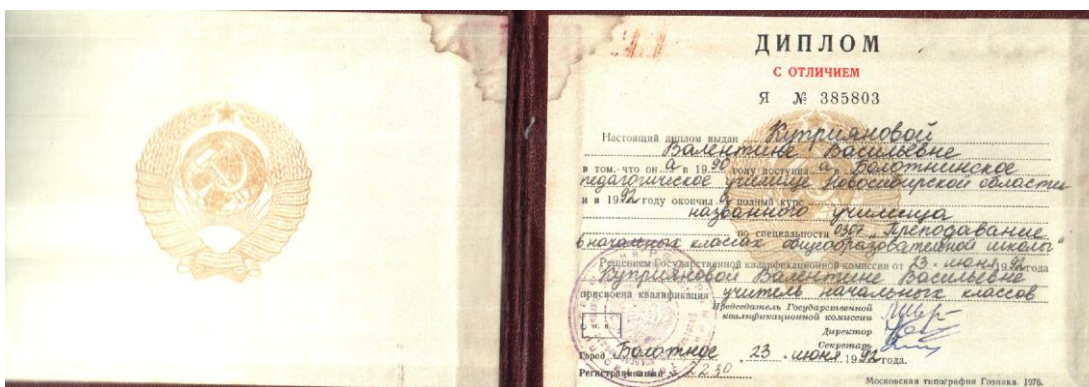 ДИПЛОМ
С ОТЛИЧИЕМ
Я № 385803
Настоящий диплом выдан Куприяновой
Валентине Васильевне
в том, что он а в 1990 году поступил а в Болотнинское
педагогическое училище Новосибирской области
и в 1992 году окончил а полный курс
названного училища
по специальности 0301 „Преподавание
в начальных классах общеобразовательной школы"
Решением Государственной квалификационной комиссии от 23 июня 1992 года
Куприяновой Валентине Васильевне
присвоена квалификация учитель начальных классов
Председатель Государственной
квалификационной комиссии
Директор
Секретарь
Город Болотное 23 июня 1992 года.
Регистрационный № 2230
Московская типография Гознака. 1976.